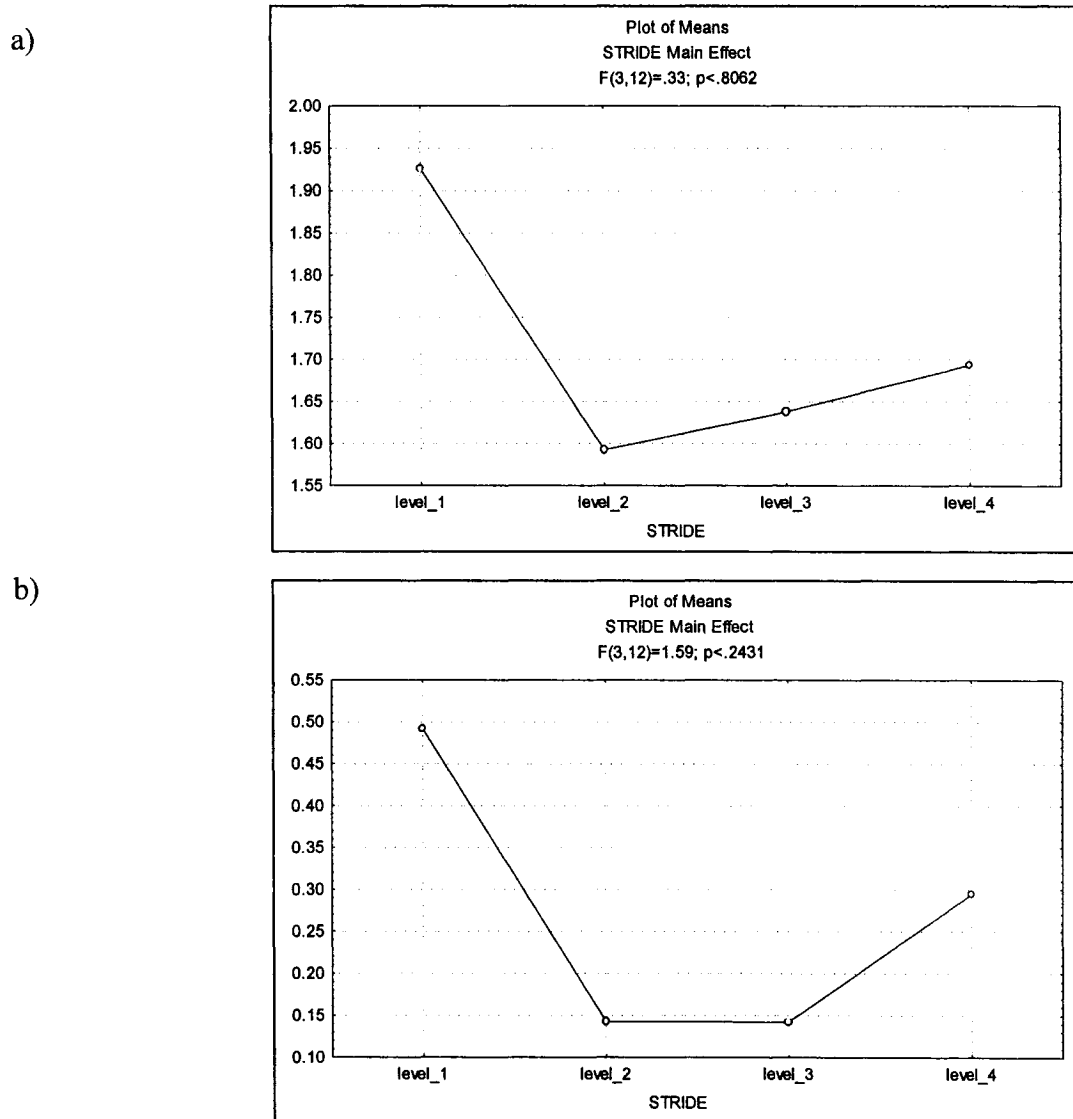 a)
Plot of Means
STRIDE Main Effect
F(3,12)=.33; p<.8062
2.00
1.95
1.90
1.85
1.80
1.75
1.70
1.65
1.60
1.55
level_1 level_2 level_3 level_4
STRIDE
b)
Plot of Means
STRIDE Main Effect
F(3,12)=1.59; p<.2431
0.55
0.50
0.45
0.40
0.35
0.30
0.25
0.20
0.15
0.10
level_1 level_2 level_3 level_4
STRIDE